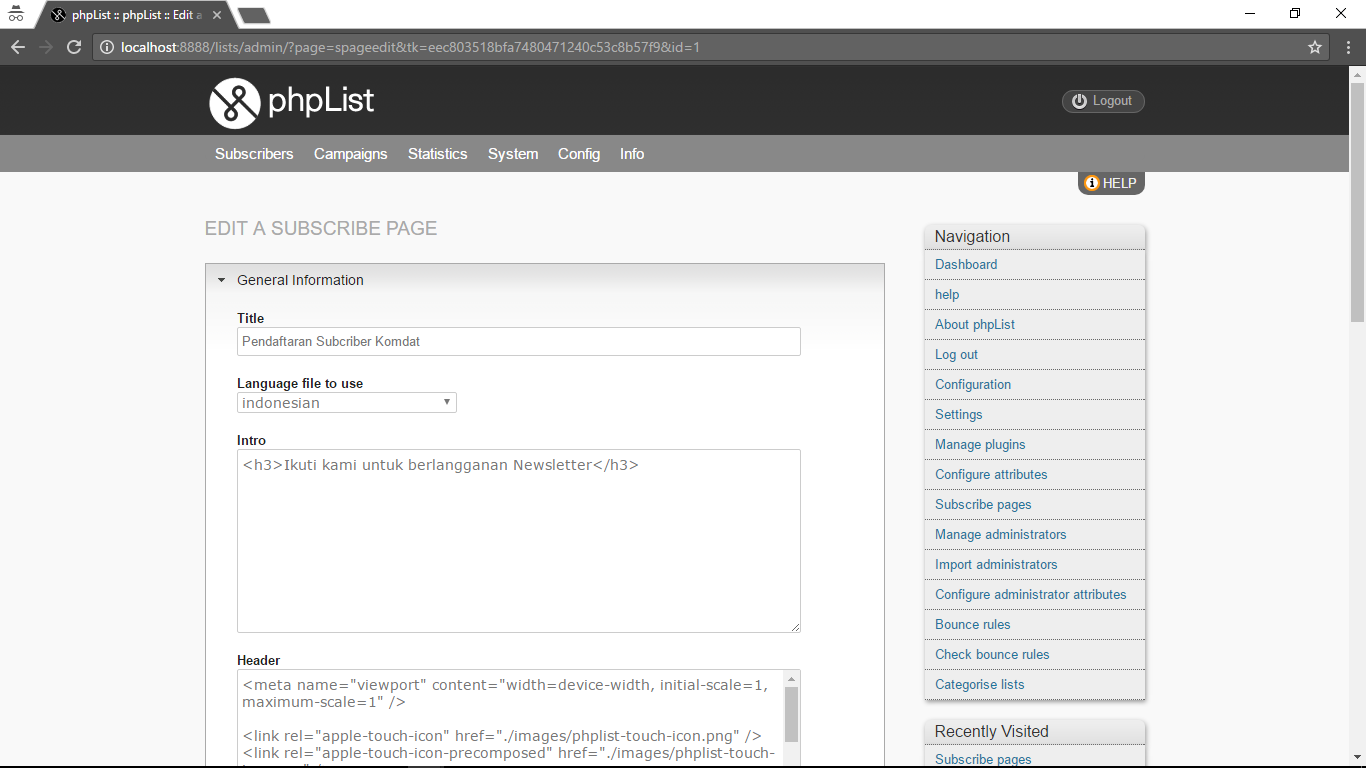 phpList :: phpList :: Edit a
localhost:8888/lists/admin/?page=spageedit&tk=eec803518bfa7480471240c53c8b57f9&id=1
phpList
Logout
Subscribers Campaigns Statistics System Config Info
HELP
EDIT A SUBSCRIBE PAGE
General Information
Title
Pendaftaran Subcriber Komdat
Language file to use
indonesian
Intro
<h3>Ikuti kami untuk berlangganan Newsletter</h3>
Header
<meta name="viewport" content="width=device-width, initial-scale=1,
maximum-scale=1" />
<link rel="apple-touch-icon" href="./images/phplist-touch-icon.png" />
<link rel="apple-touch-icon-precomposed" href="./images/phplist-touch-
Navigation
Dashboard
help
About phpList
Log out
Configuration
Settings
Manage plugins
Configure attributes
Subscribe pages
Manage administrators
Import administrators
Configure administrator attributes
Bounce rules
Check bounce rules
Categorise lists
Recently Visited
Subscribe pages